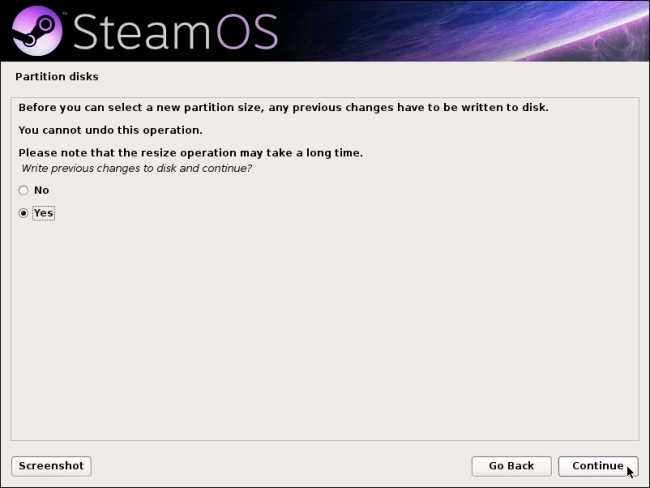 SteamOS™
Partition disks
Before you can select a new partition size, any previous changes have to be written to disk.
You cannot undo this operation.
Please note that the resize operation may take a long time.
Write previous changes to disk and continue?
No
Yes
Screenshot
Go Back
Continue